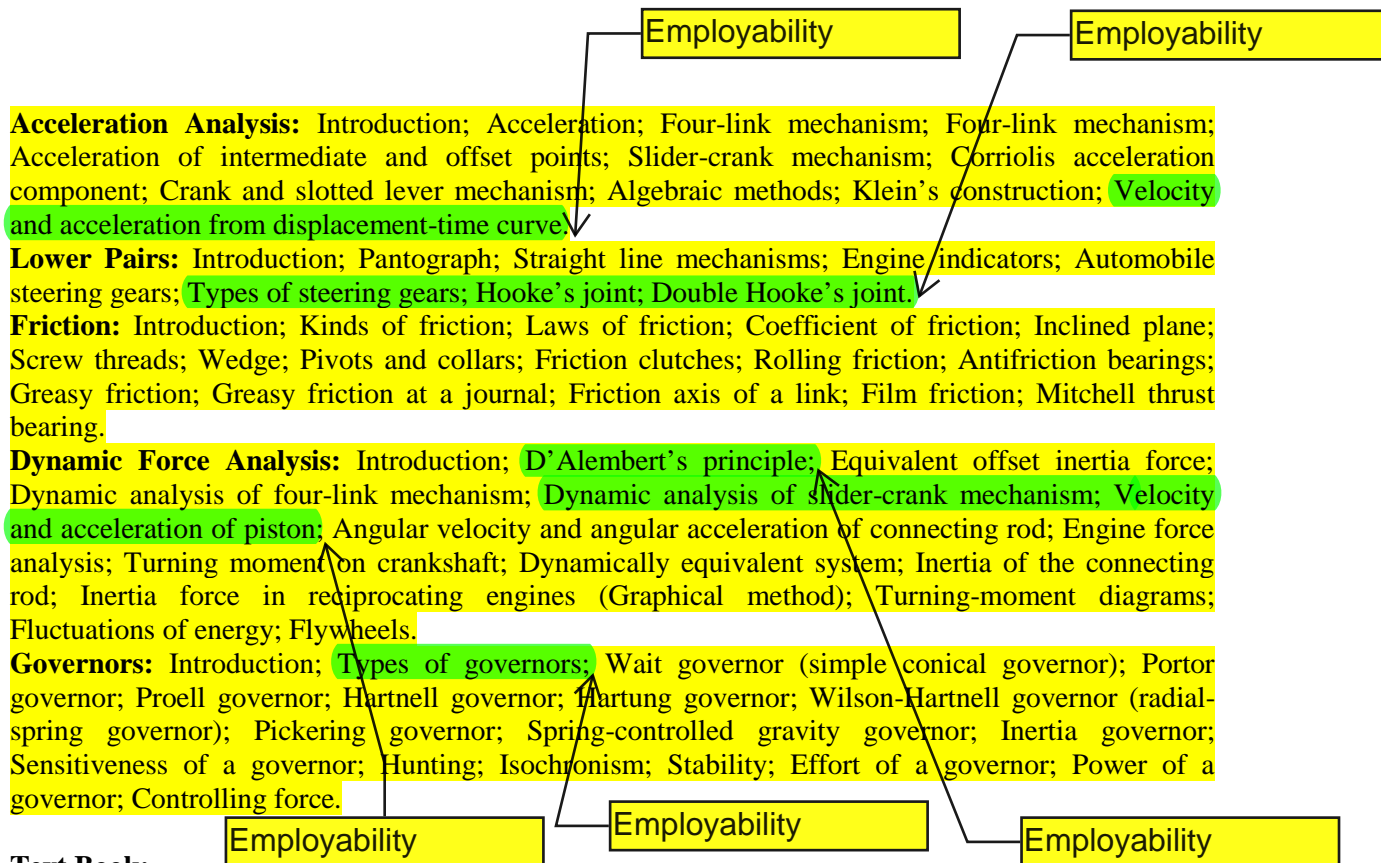 Employability
Employability
Acceleration Analysis: Introduction; Acceleration; Four-link mechanism; Four-link mechanism;
Acceleration of intermediate and offset points; Slider-crank mechanism; Corriolis acceleration
component; Crank and slotted lever mechanism; Algebraic methods; Klein’s construction; Velocity
and acceleration from displacement-time curve.
Lower Pairs: Introduction; Pantograph; Straight line mechanisms; Engine indicators; Automobile
steering gears; Types of steering gears; Hooke’s joint; Double Hooke’s joint.
Friction: Introduction; Kinds of friction; Laws of friction; Coefficient of friction; Inclined plane;
Screw threads; Wedge; Pivots and collars; Friction clutches; Rolling friction; Antifriction bearings;
Greasy friction; Greasy friction at a journal; Friction axis of a link; Film friction; Mitchell thrust
bearing.
Dynamic Force Analysis: Introduction; D’Alembert’s principle; Equivalent offset inertia force;
Dynamic analysis of four-link mechanism; Dynamic analysis of slider-crank mechanism; Velocity
and acceleration of piston; Angular velocity and angular acceleration of connecting rod; Engine force
analysis; Turning moment on crankshaft; Dynamically equivalent system; Inertia of the connecting
rod; Inertia force in reciprocating engines (Graphical method); Turning-moment diagrams;
Fluctuations of energy; Flywheels.
Governors: Introduction; Types of governors; Wait governor (simple conical governor); Portor
governor; Proell governor; Hartnell governor; Hartung governor; Wilson-Hartnell governor (radial-
spring governor); Pickering governor; Spring-controlled gravity governor; Inertia governor;
Sensitiveness of a governor; Hunting; Isochronism; Stability; Effort of a governor; Power of a
governor; Controlling force.
Employability
Employability
Employability